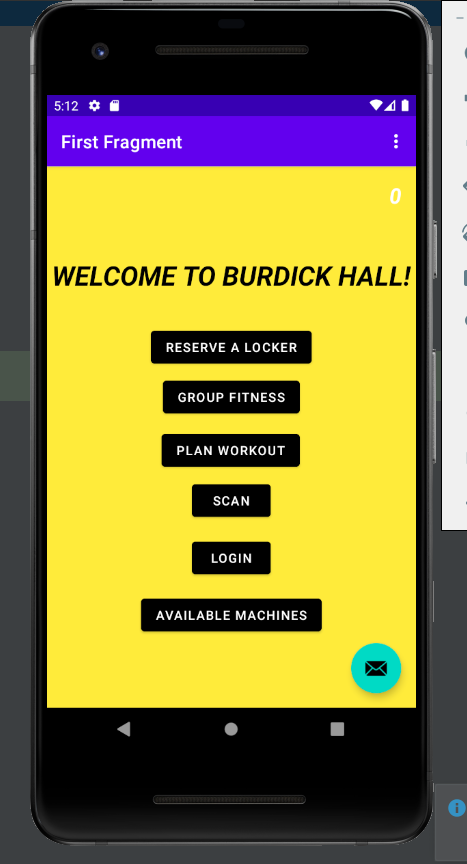 5:12
First Fragment
0
WELCOME TO BURDICK HALL!
RESERVE A LOCKER
GROUP FITNESS
PLAN WORKOUT
SCAN
LOGIN
AVAILABLE MACHINES